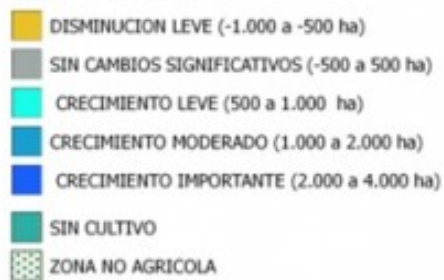 DISMINUCION LEVE (-1.000 a -500 ha)
SIN CAMBIOS SIGNIFICATIVOS (-500 a 500 ha)
CRECIMIENTO LEVE (500 a 1.000 ha)
CRECIMIENTO MODERADO (1.000 a 2.000 ha)
CRECIMIENTO IMPORTANTE (2.000 a 4.000 ha)
SIN CULTIVO
ZONA NO AGRICOLA